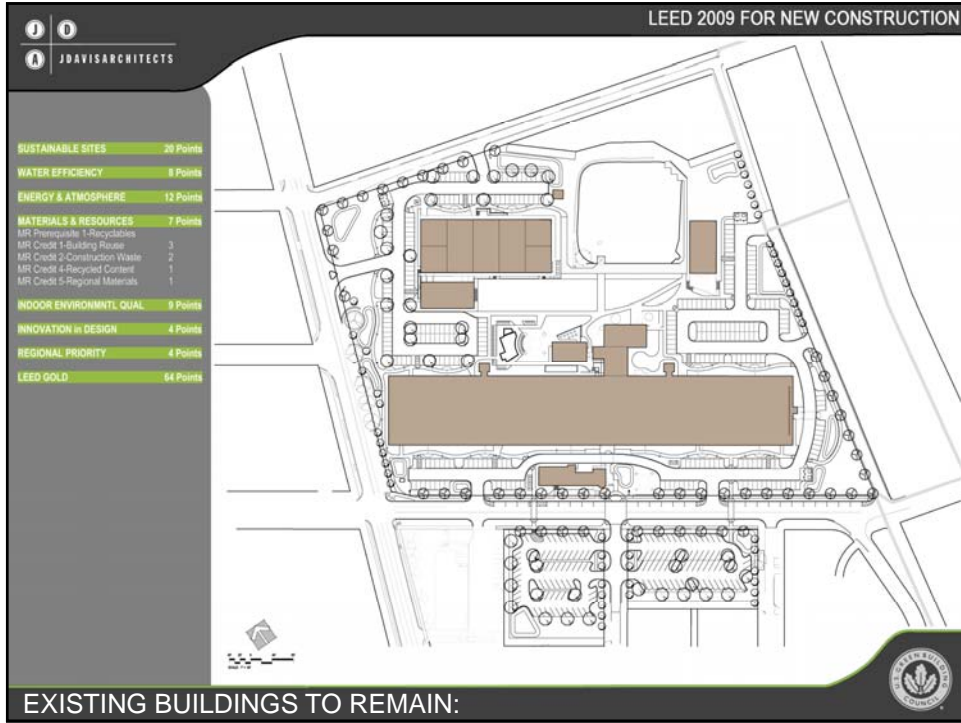 LEED 2009 FOR NEW CONSTRUCTION
J D
A JDAVISARCHITECTS
SUSTAINABLE SITES 20 Points
WATER EFFICIENCY 8 Points
ENERGY & ATMOSPHERE 12 Points
MATERIALS & RESOURCES 7 Points
MR Prerequisite 1-Recyclables
MR Credit 1-Building Reuse 3
MR Credit 2-Construction Waste 2
MR Credit 4-Recycled Content 1
MR Credit 5-Regional Materials 1
INDOOR ENVIRONMNTL QUAL 9 Points
INNOVATION in DESIGN 4 Points
REGIONAL PRIORITY 4 Points
LEED GOLD 64 Points
U.S. GREEN BUILDING COUNCIL
EXISTING BUILDINGS TO REMAIN: